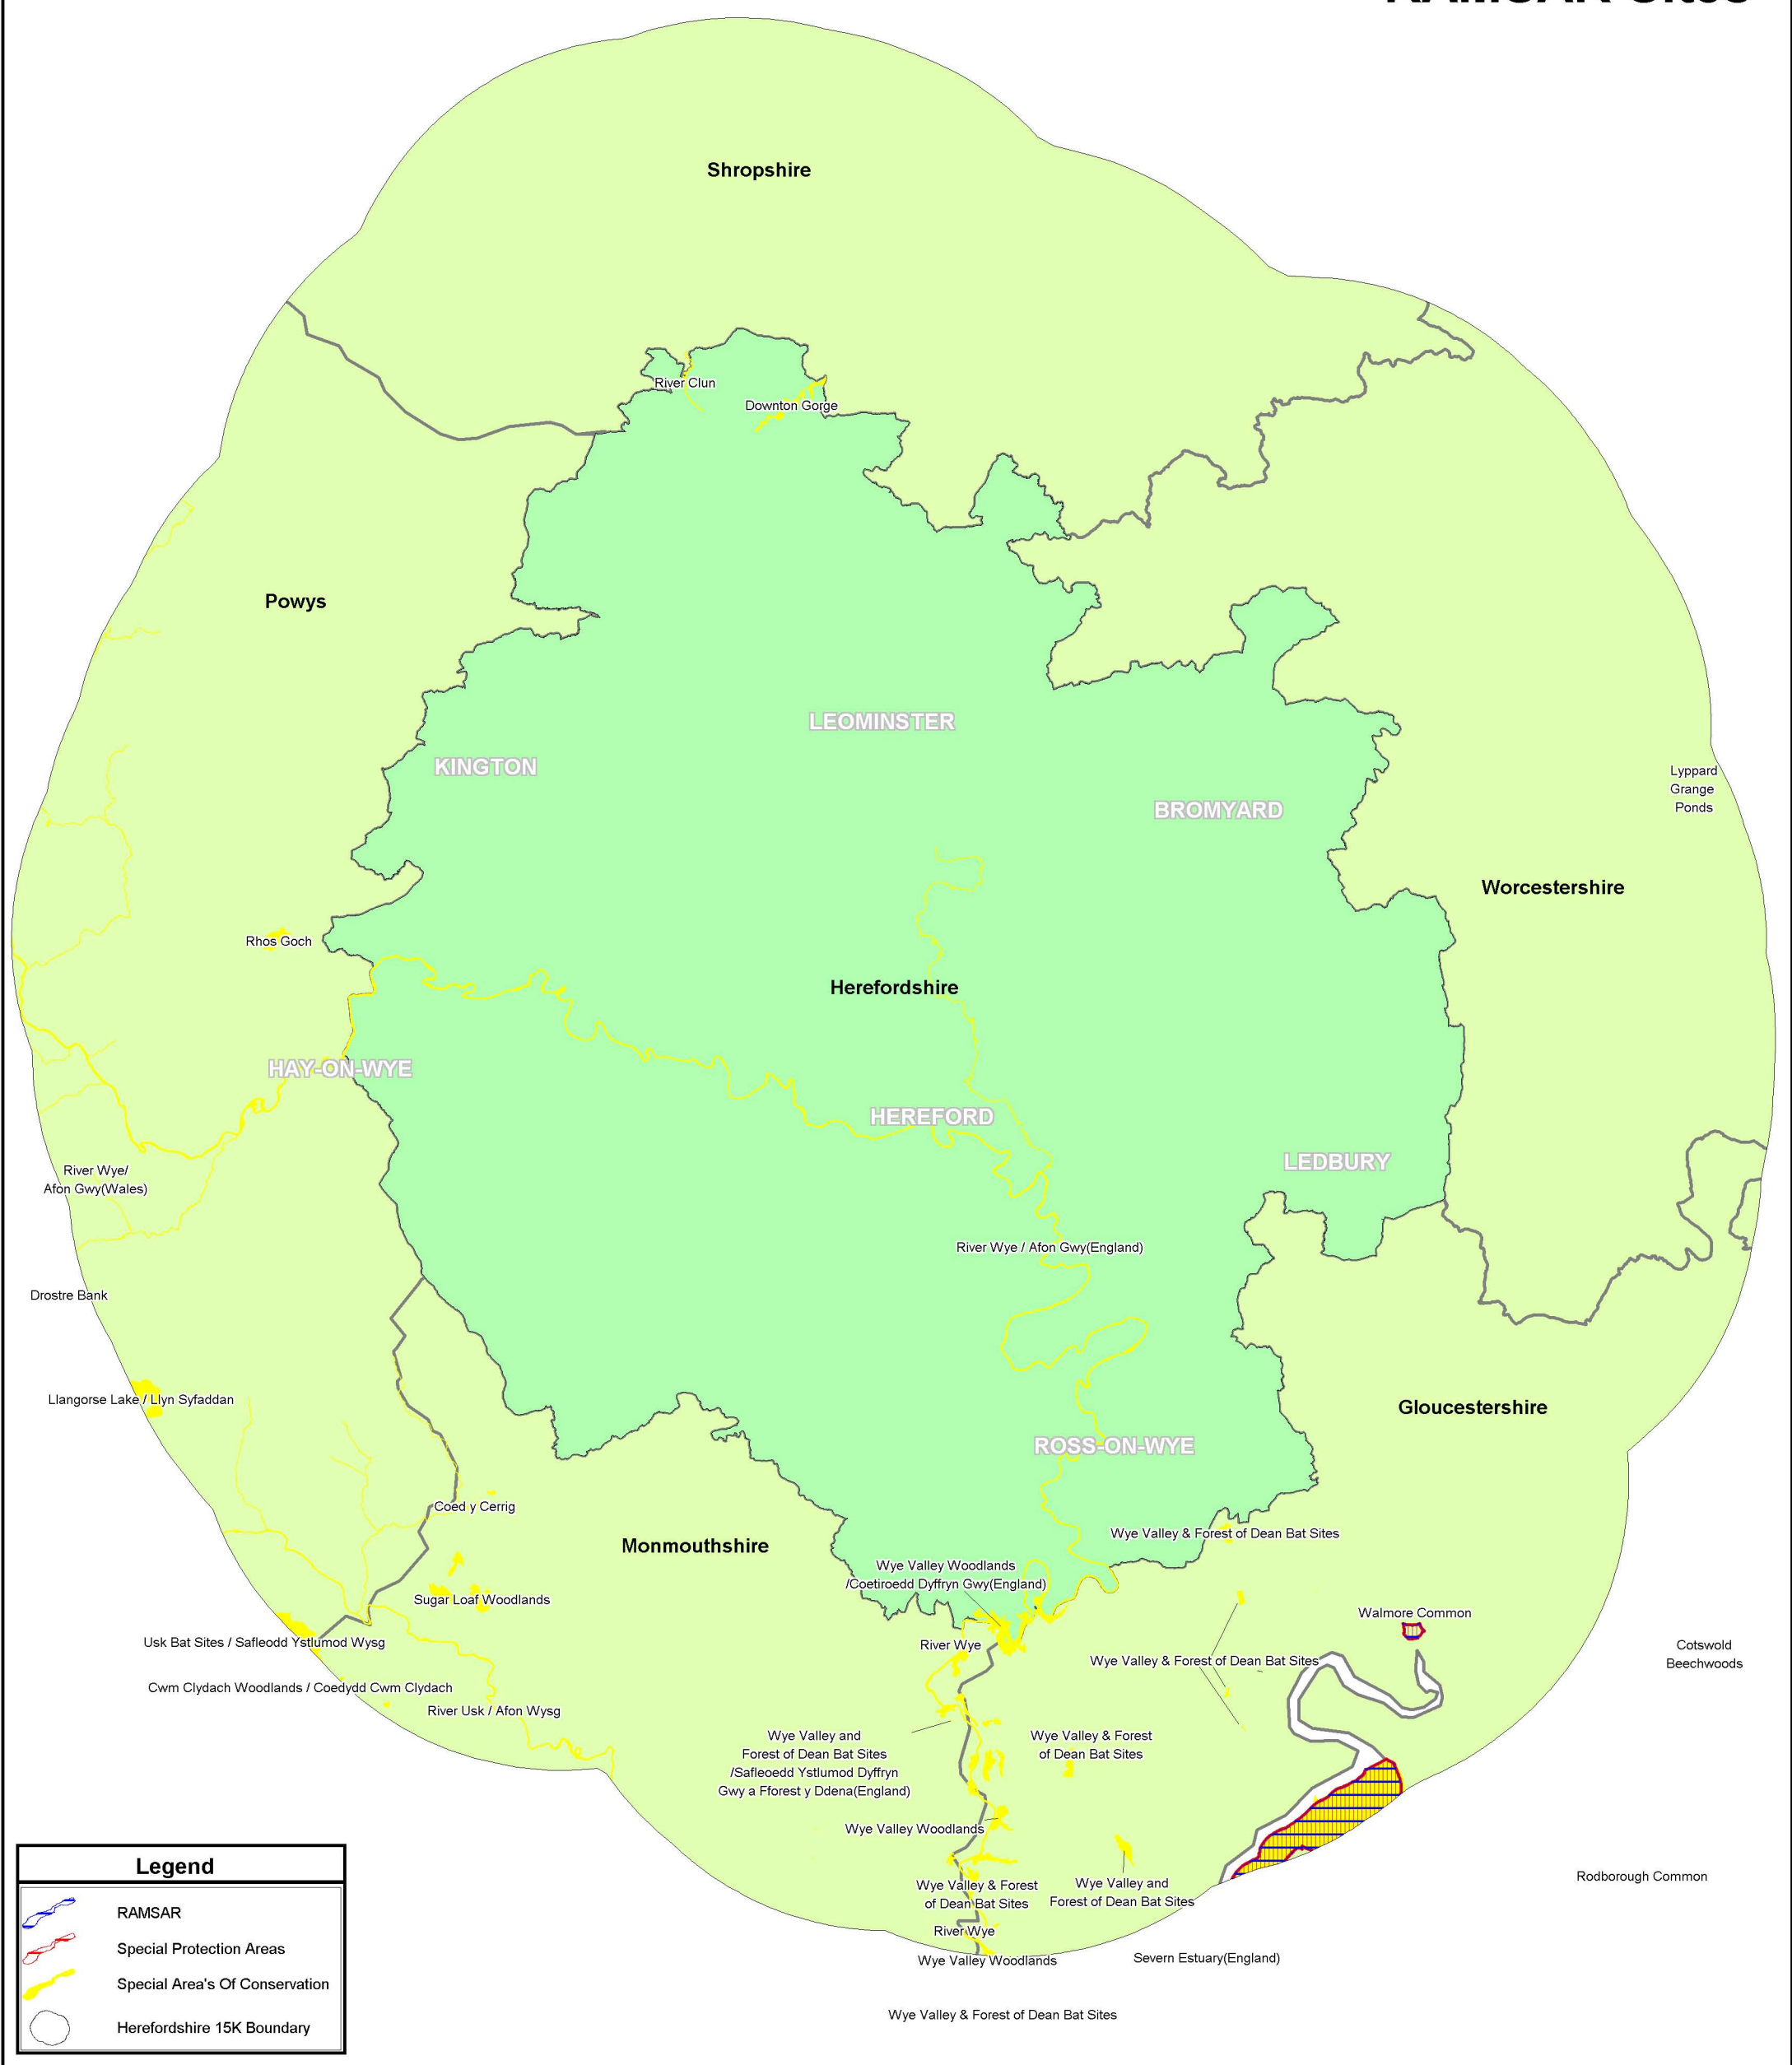 RAMSAR Sites
Shropshire
River Clun
Downton Gorge
Powys
LEOMINSTER
KINGTON
BROMYARD
Lyppard
Grange
Ponds
Worcestershire
Rhos Goch
Herefordshire
HAY-ON-WYE
HEREFORD
LEDBURY
River Wye/
Afon Gwy(Wales)
River Wye / Afon Gwy(England)
Drostre Bank
Llangorse Lake / Llyn Syfaddan
Gloucestershire
ROSS-ON-WYE
Coed y Cerrig
Monmouthshire
Wye Valley & Forest of Dean Bat Sites
Wye Valley Woodlands
/Coetiroedd Dyffryn Gwy(England)
Sugar Loaf Woodlands
Walmore Common
Usk Bat Sites / Safleodd Ystlumod Wysg
River Wye
Wye Valley & Forest of Dean Bat Sites
Cotswold
Beechwoods
Cwm Clydach Woodlands / Coedydd Cwm Clydach
River Usk / Afon Wysg
Wye Valley and
Forest of Dean Bat Sites
/Safleoedd Ystlumod Dyffryn
Gwy a Fforest y Ddena(England)
Wye Valley & Forest
of Dean Bat Sites
Wye Valley Woodlands
Wye Valley & Forest
of Dean Bat Sites
Wye Valley and
Forest of Dean Bat Sites
Rodborough Common
River Wye
Wye Valley Woodlands
Severn Estuary(England)
Wye Valley & Forest of Dean Bat Sites
Legend
RAMSAR
Special Protection Areas
Special Area's Of Conservation
Herefordshire 15K Boundary